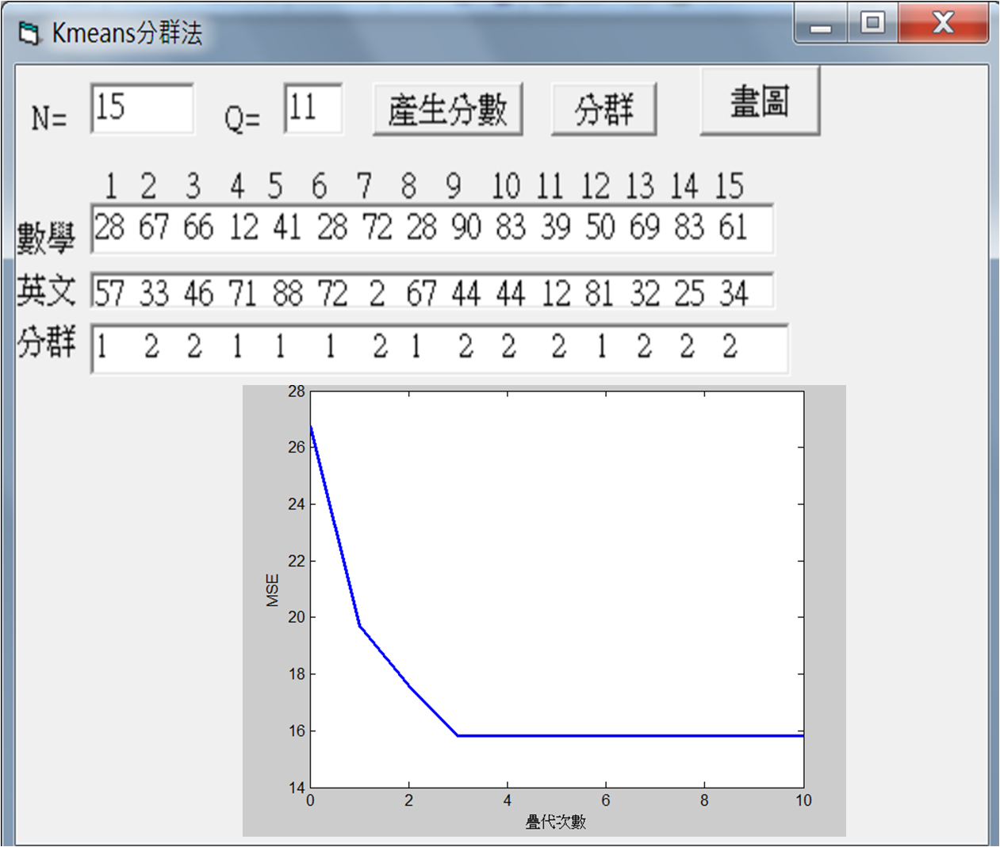 Kmeans分群法
N= 15 Q= 11 產生分數 分群 畫圖
1 2 3 4 5 6 7 8 9 10 11 12 13 14 15
數學 28 67 66 12 41 28 72 28 90 83 39 50 69 83 61
英文 57 33 46 71 88 72 2 67 44 44 12 81 32 25 34
分群 1 2 2 1 1 1 2 1 2 2 2 1 2 2 2
28
26
24
22
20
18
16
14
MSE
0 2 4 6 8 10
疊代次數